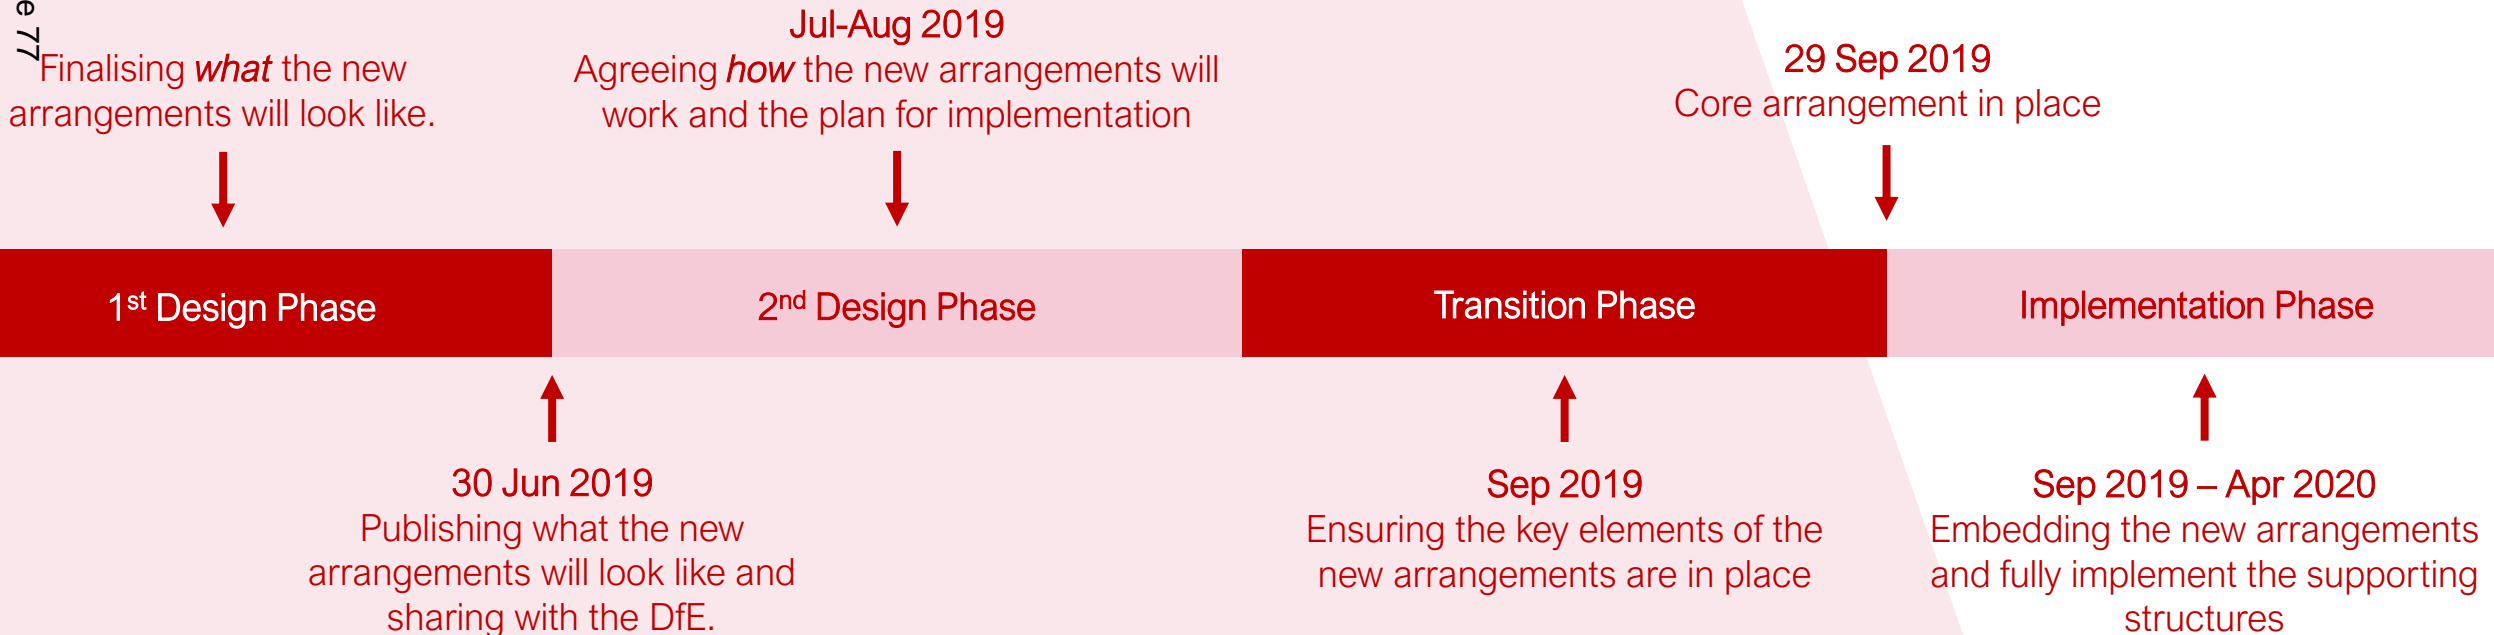 e 77
Finalising what the new
arrangements will look like.
Jul-Aug 2019
Agreeing how the new arrangements will
work and the plan for implementation
29 Sep 2019
Core arrangement in place
1st Design Phase
2nd Design Phase
Transition Phase
Implementation Phase
30 Jun 2019
Publishing what the new
arrangements will look like and
sharing with the DfE.
Sep 2019
Ensuring the key elements of the
new arrangements are in place
Sep 2019 – Apr 2020
Embedding the new arrangements
and fully implement the supporting
structures